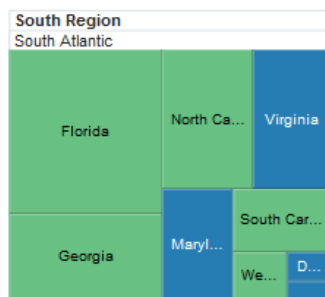 South Region
South Atlantic
Florida
North Ca...
Virginia
Georgia
Maryl...
South Car...
We...
D...